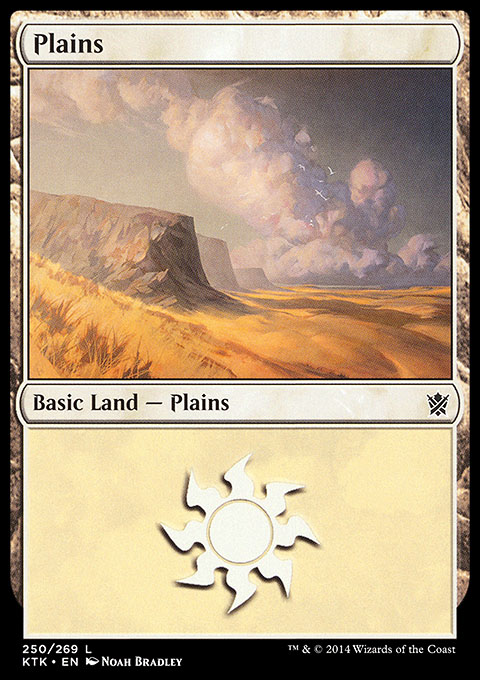 Plains
Basic Land — Plains
250/269 L
KTK • EN Noah Bradley
™ & © 2014 Wizards of the Coast